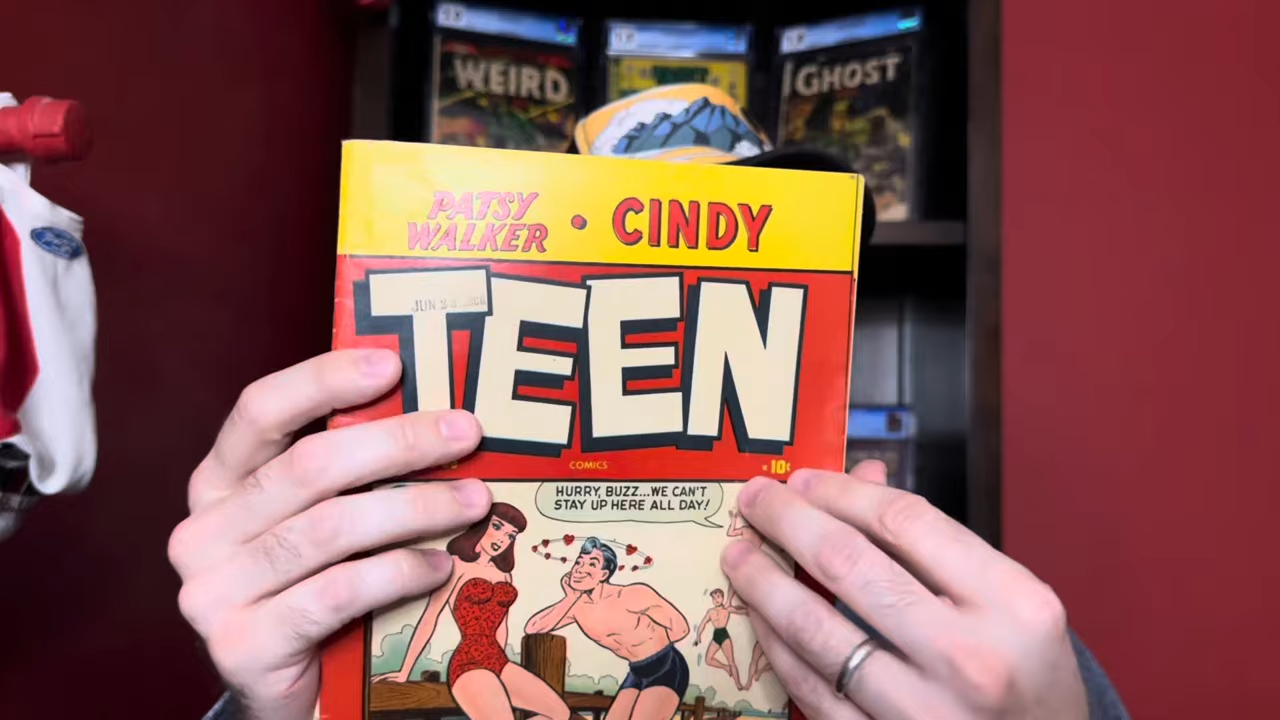 WEIRD
GHOST
PATSY
WALKER • CINDY
TEEN
COMICS
10¢
HURRY, BUZZ...WE CAN'T
STAY UP HERE ALL DAY!